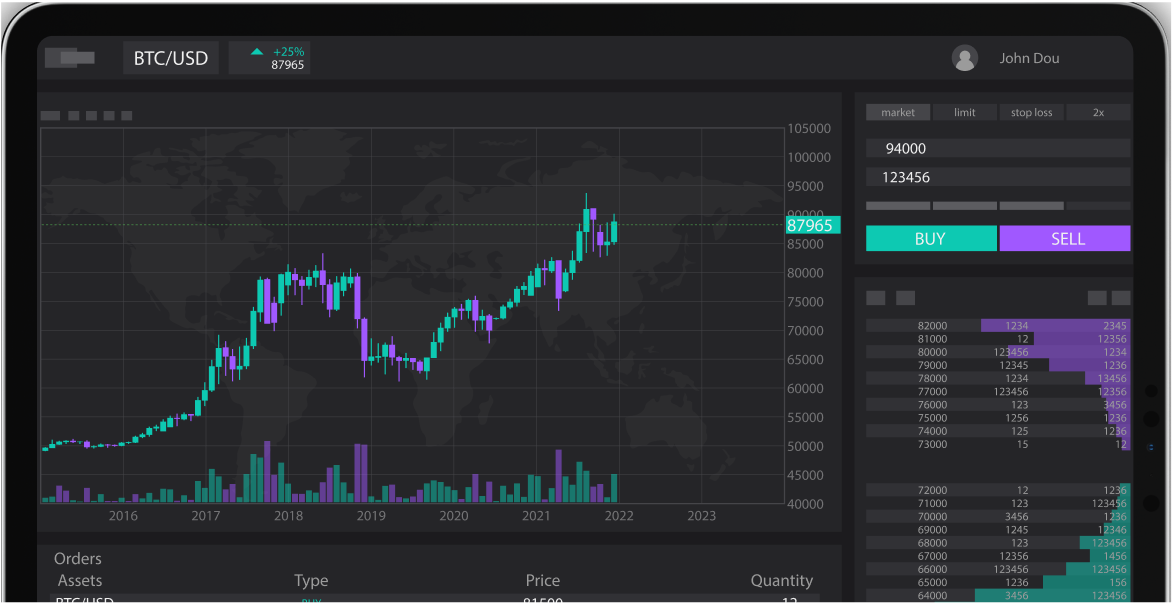 BTC/USD
+25%
87965
John Dou
market limit stop loss 2x
94000
123456
BUY SELL
105000
100000
95000
90000
87965
85000
80000
75000
70000
65000
60000
55000
50000
45000
40000
2016 2017 2018 2019 2020 2021 2022 2023
82000 1234 2345
81000 12 12356
80000 123456 1234
79000 12345 1236
78000 1234 13456
77000 123456 12356
76000 123 3456
75000 1256 1236
74000 125 1236
73000 15 12
72000 12 1236
71000 123 123456
70000 3456 1236
69000 1245 12346
68000 123 123456
67000 12356 1456
66000 123456 123456
65000 1236 156
64000 3456 123456
Orders
Assets Type Price Quantity
BTC/USD BUY 81500 12